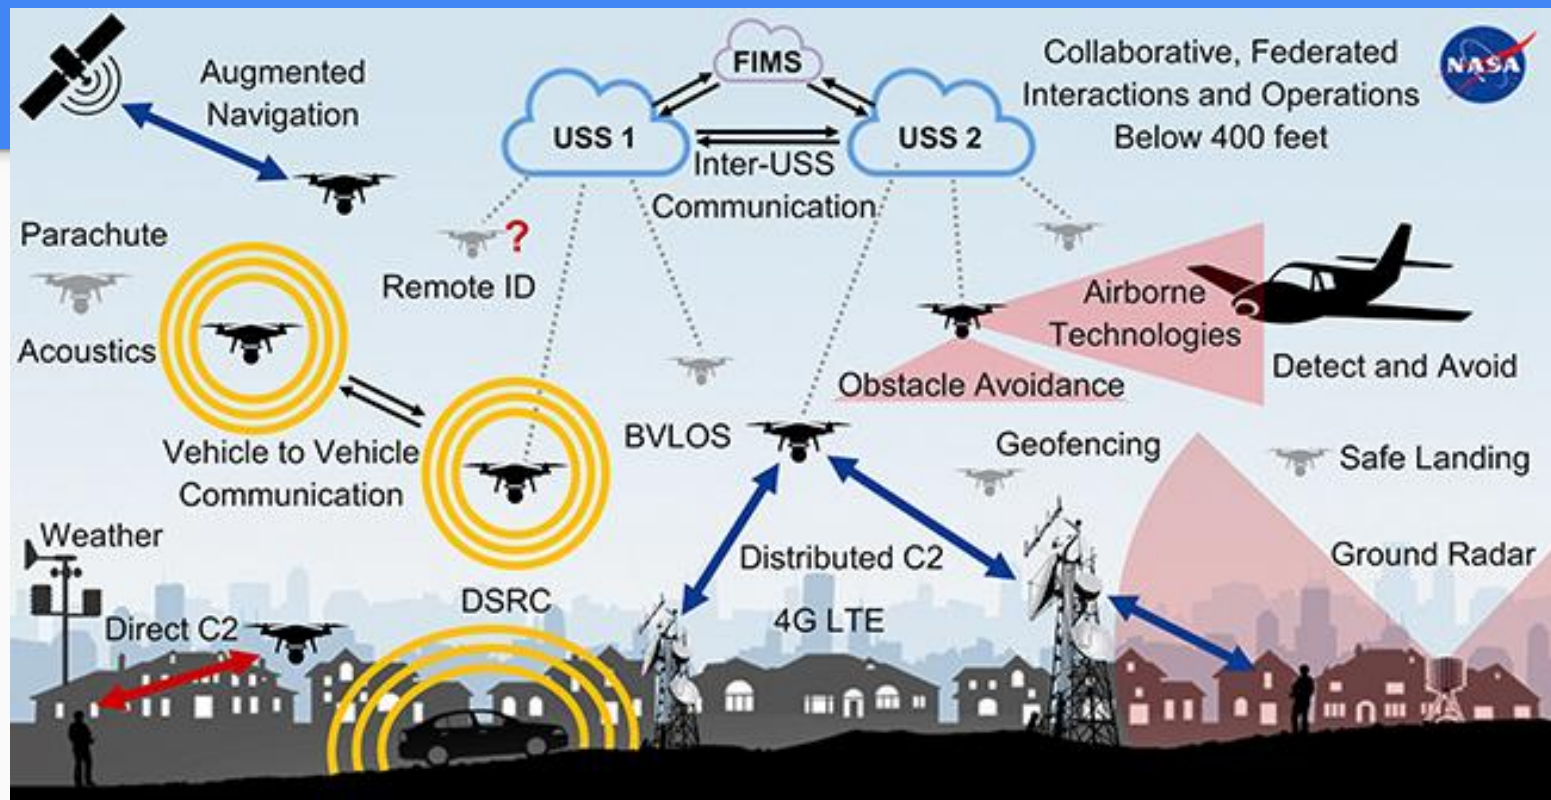 Augmented
Navigation
FIMS
USS 1
USS 2
Inter-USS
Communication
Collaborative, Federated
Interactions and Operations
Below 400 feet
NASA
Parachute
Acoustics
?
Remote ID
Airborne
Technologies
Detect and Avoid
Obstacle Avoidance
Vehicle to Vehicle
Communication
BVLOS
Geofencing
Safe Landing
Weather
Direct C2
DSRC
Distributed C2
4G LTE
Ground Radar